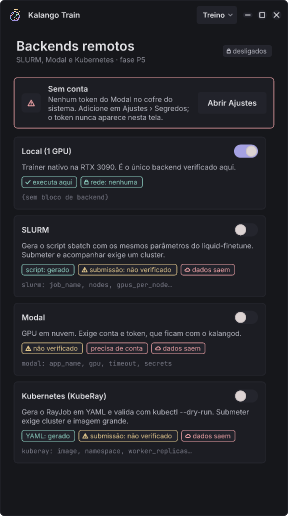 Kalango Train
Treino
Backends remotos
SLURM, Modal e Kubernetes · fase P5
desligados
Sem conta
Nenhum token do Modal no cofre do
sistema. Adicione em Ajustes › Segredos;
o token nunca aparece nesta tela.
Abrir Ajustes
Local (1 GPU)
Trainer nativo na RTX 3090. É o único backend verificado aqui.
executa aqui
rede: nenhuma
(sem bloco de backend)
SLURM
Gera o script sbatch com os mesmos parâmetros do liquid-finetune.
Submeter e acompanhar exige um cluster.
script: gerado
submissão: não verificado
dados saem
slurm: job_name, nodes, gpus_per_node…
Modal
GPU em nuvem. Exige conta e token, que ficam com o kalangod.
não verificado
precisa de conta
dados saem
modal: app_name, gpu, timeout, secrets
Kubernetes (KubeRay)
Gera o RayJob em YAML e valida com kubectl --dry-run. Submeter
exige cluster e imagem grande.
YAML: gerado
submissão: não verificado
dados saem
kuberay: image, namespace, worker_replicas…